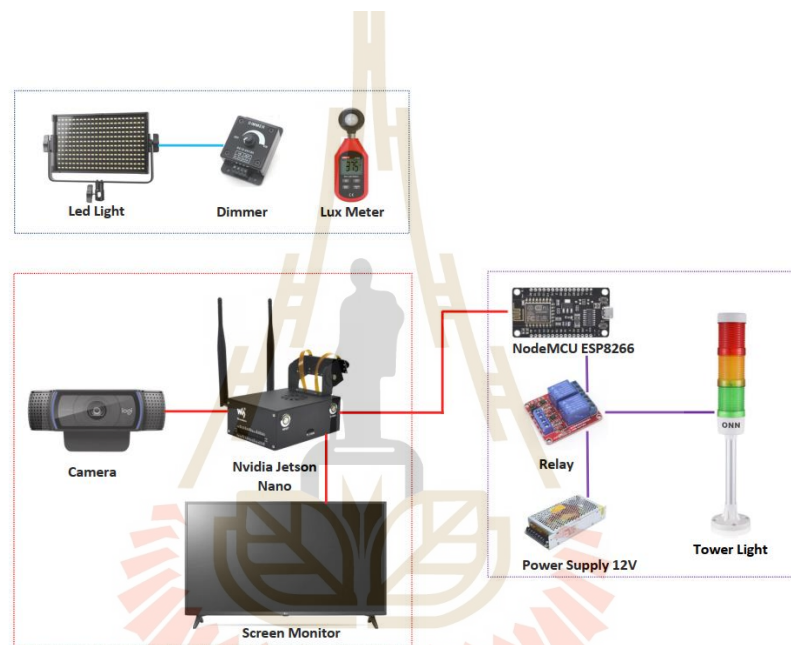 Led Light
Dimmer
Lux Meter
NodeMCU ESP8266
Camera
Nvidia Jetson
Nano
Relay
ONN
Power Supply 12V
Tower Light
Screen Monitor